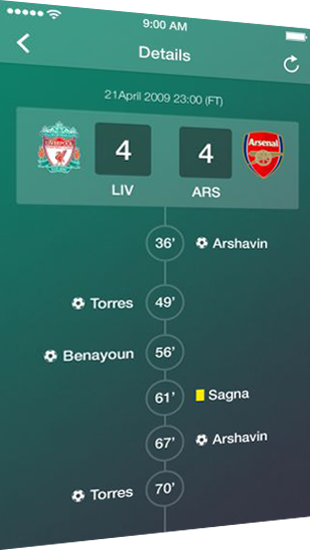 9:00 AM
Details
21April 2009 23:00 (FT)
4 4
Arsenal
LIV ARS
36' Arshavin
Torres 49'
Benayoun 56'
61' Sagna
67' Arshavin
Torres 70'